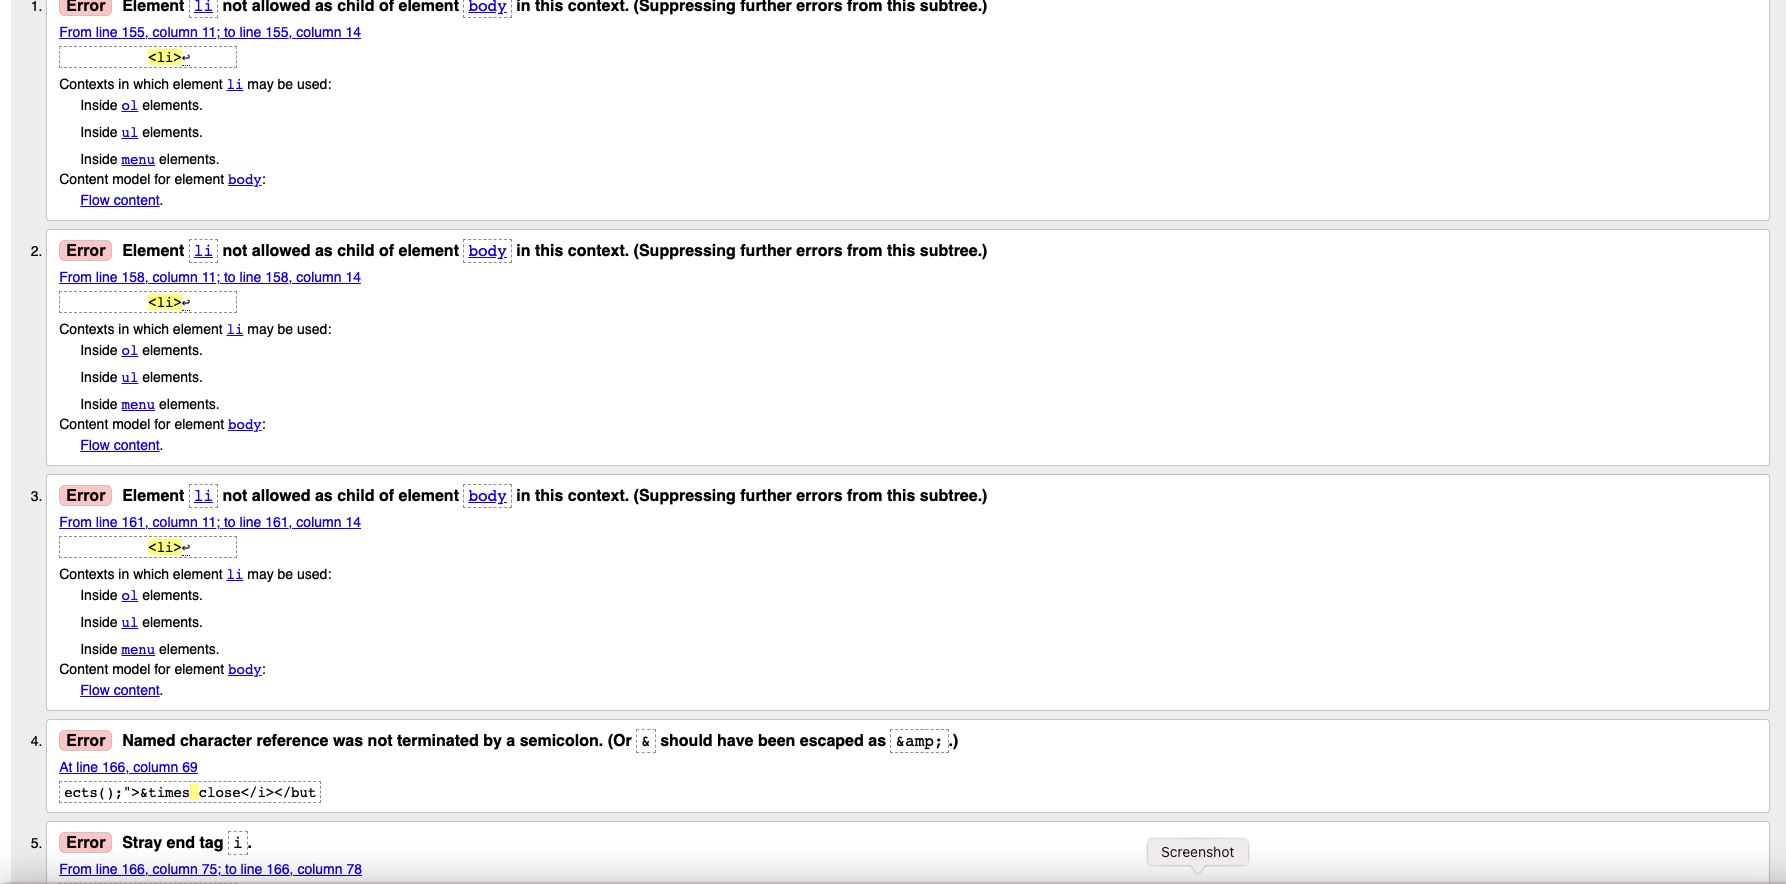 1. Error Element li not allowed as child of element body in this context. (Suppressing further errors from this subtree.)
From line 155, column 11; to line 155, column 14
<li>↩
Contexts in which element li may be used:
Inside ol elements.
Inside ul elements.
Inside menu elements.
Content model for element body:
Flow content.
2. Error Element li not allowed as child of element body in this context. (Suppressing further errors from this subtree.)
From line 158, column 11; to line 158, column 14
<li>↩
Contexts in which element li may be used:
Inside ol elements.
Inside ul elements.
Inside menu elements.
Content model for element body:
Flow content.
3. Error Element li not allowed as child of element body in this context. (Suppressing further errors from this subtree.)
From line 161, column 11; to line 161, column 14
<li>↩
Contexts in which element li may be used:
Inside ol elements.
Inside ul elements.
Inside menu elements.
Content model for element body:
Flow content.
4. Error Named character reference was not terminated by a semicolon. (Or & should have been escaped as &amp;.)
At line 166, column 69
ects();">&times close</i></but
5. Error Stray end tag i.
Screenshot
From line 166, column 75; to line 166, column 78